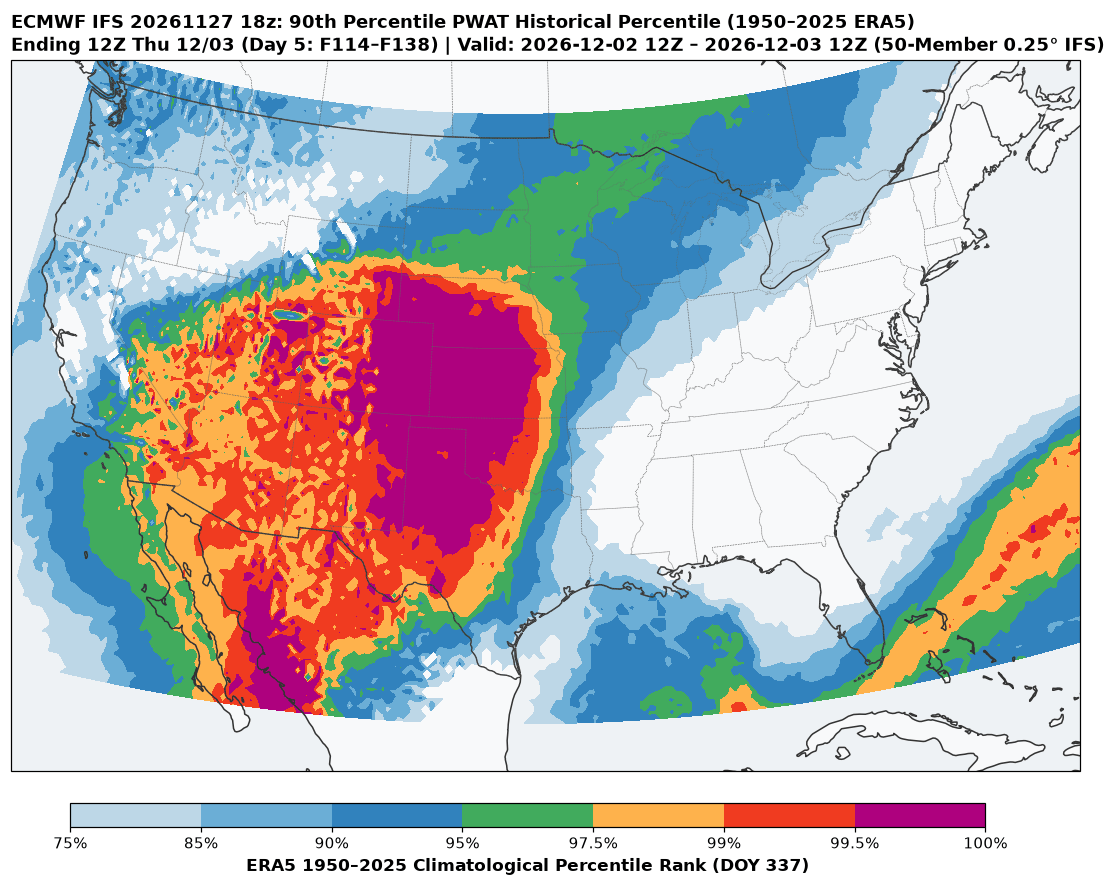 ECMWF IFS 20261127 18z: 90th Percentile PWAT Historical Percentile (1950–2025 ERA5)
Ending 12Z Thu 12/03 (Day 5: F114–F138) | Valid: 2026-12-02 12Z – 2026-12-03 12Z (50-Member 0.25° IFS)
75% 85% 90% 95% 97.5% 99% 99.5% 100%
ERA5 1950–2025 Climatological Percentile Rank (DOY 337)